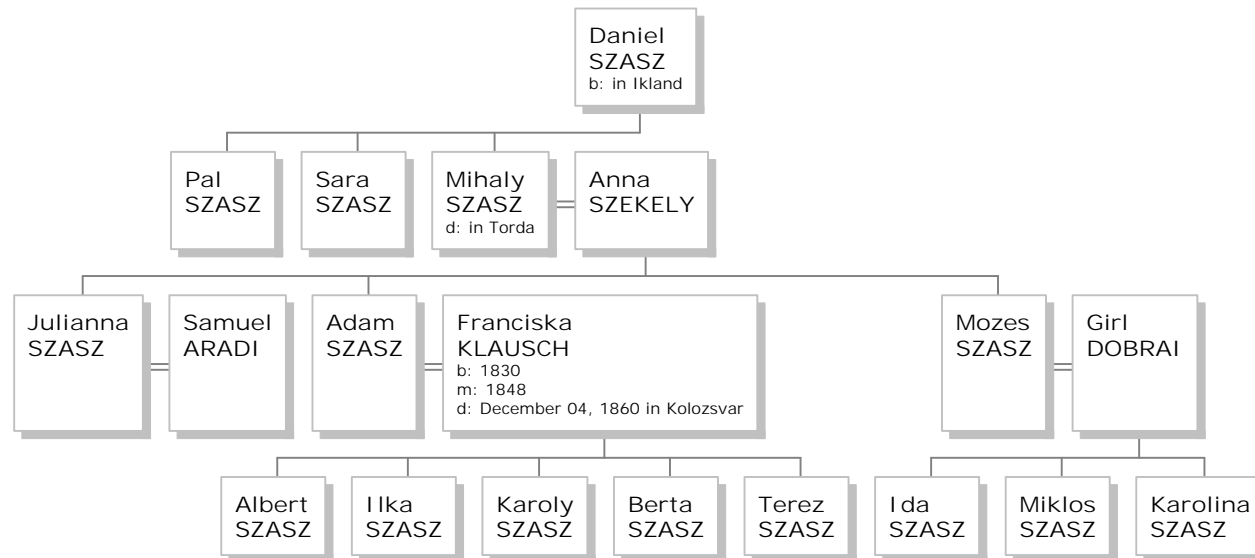 Daniel
SZASZ
b: in Ikland
Pal
SZASZ
Sara
SZASZ
Mihaly
SZASZ
d: in Torda
Anna
SZEKELY
Julianna
SZASZ
Samuel
ARADI
Adam
SZASZ
Franciska
KLAUSCH
b: 1830
m: 1848
d: December 04, 1860 in Kolozsvar
Mozes
SZASZ
Girl
DOBRAI
Albert
SZASZ
Ilka
SZASZ
Karoly
SZASZ
Berta
SZASZ
Terez
SZASZ
Ida
SZASZ
Miklos
SZASZ
Karolina
SZASZ